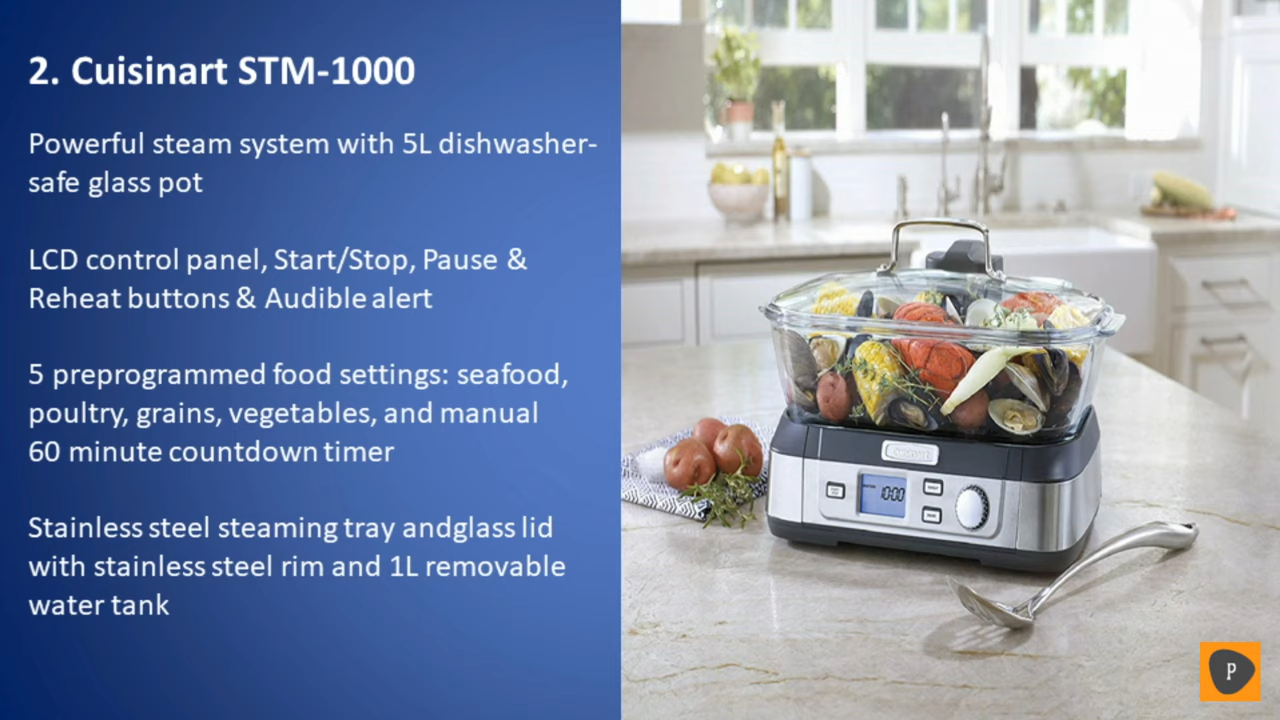 2. Cuisinart STM-1000
Powerful steam system with 5L dishwasher-
safe glass pot
LCD control panel, Start/Stop, Pause &
Reheat buttons & Audible alert
5 preprogrammed food settings: seafood,
poultry, grains, vegetables, and manual
60 minute countdown timer
Stainless steel steaming tray andglass lid
with stainless steel rim and 1L removable
water tank
Cuisinart
10:00
P